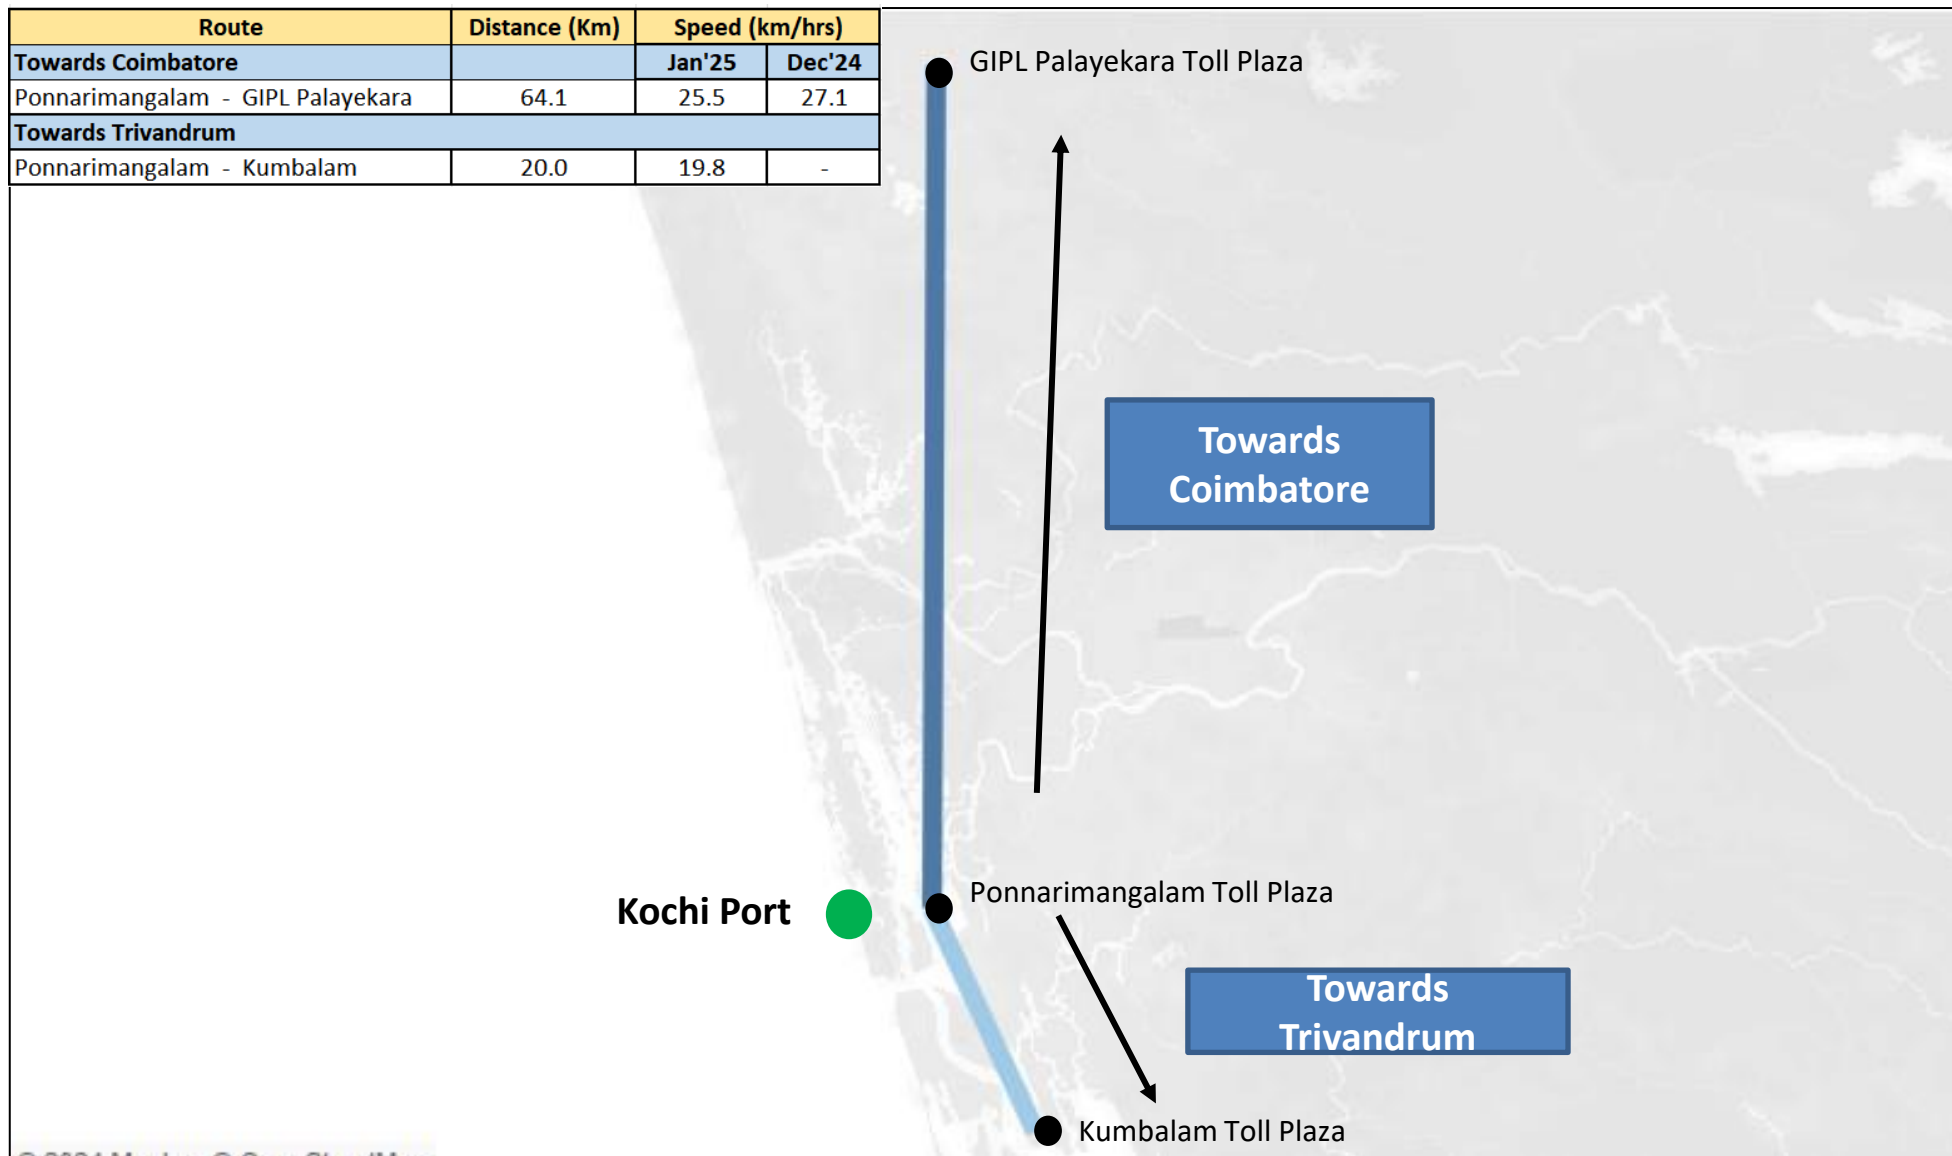 Route Distance (Km) Speed (km/hrs)
Towards Coimbatore Jan'25 Dec'24
Ponnarimangalam - GIPL Palayekara 64.1 25.5 27.1
Towards Trivandrum
Ponnarimangalam - Kumbalam 20.0 19.8 -
GIPL Palayekara Toll Plaza
Towards
Coimbatore
Ponnarimangalam Toll Plaza
Kochi Port
Towards
Trivandrum
Kumbalam Toll Plaza